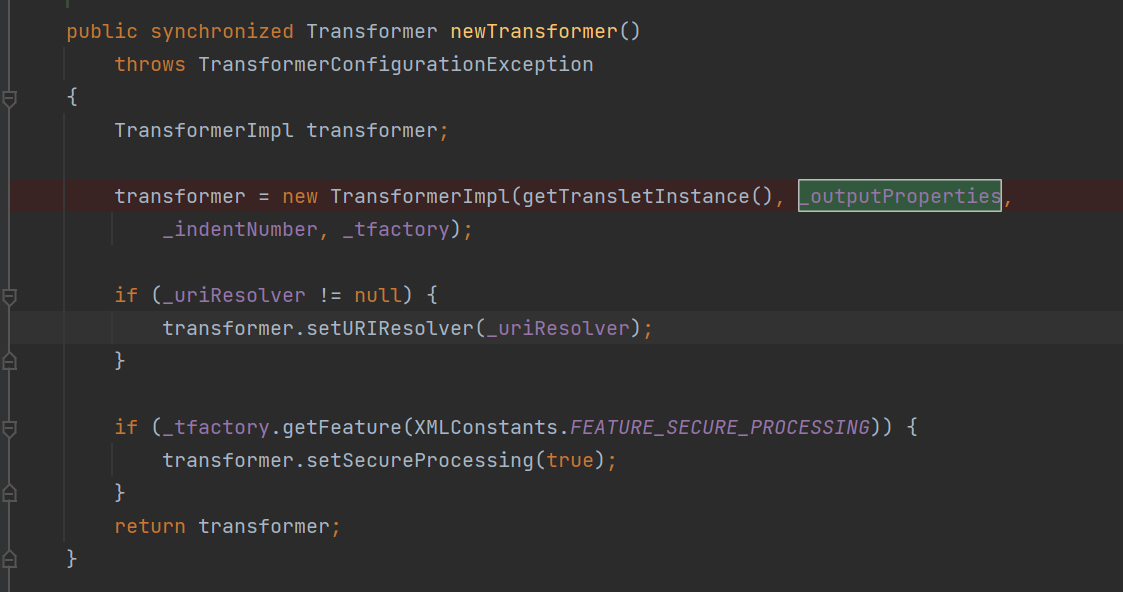 public synchronized Transformer newTransformer()
throws TransformerConfigurationException
{
TransformerImpl transformer;
transformer = new TransformerImpl(getTransletInstance(), _outputProperties,
_indentNumber, _tfactory);
if (_uriResolver != null) {
transformer.setURIResolver(_uriResolver);
}
if (_tfactory.getFeature(XMLConstants.FEATURE_SECURE_PROCESSING)) {
transformer.setSecureProcessing(true);
}
return transformer;
}